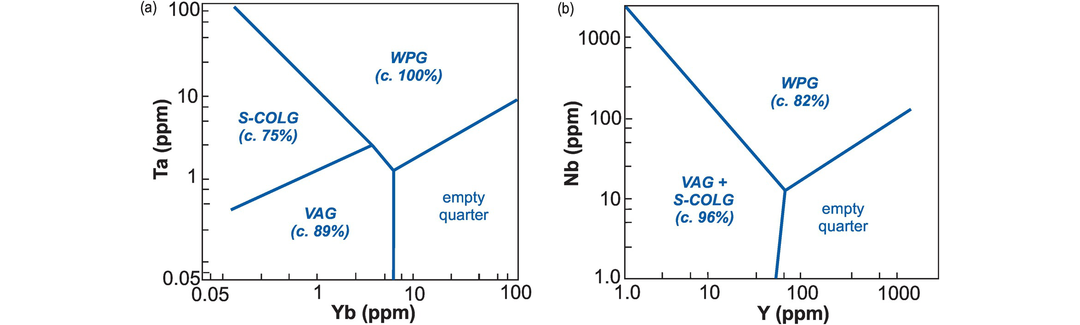 (a)
100
10
1
0.05
Ta (ppm)
WPG
(c. 100%)
S-COLG
(c. 75%)
VAG
(c. 89%)
empty
quarter
0.05
1
10
100
Yb (ppm)
(b)
1000
100
10
1.0
Nb (ppm)
WPG
(c. 82%)
VAG +
S-COLG
(c. 96%)
empty
quarter
1.0
10
100
1000
Y (ppm)